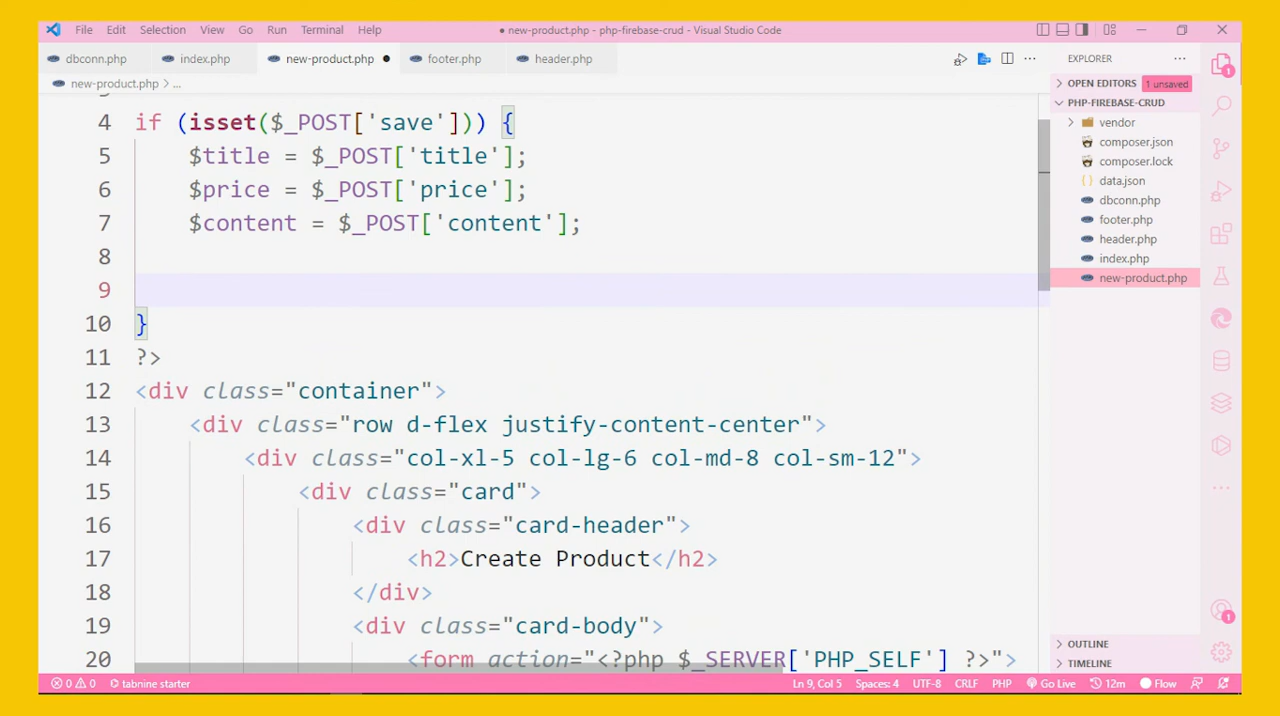 File Edit Selection View Go Run Terminal Help
● new-product.php - php-firebase-crud - Visual Studio Code
dbconn.php index.php new-product.php ● footer.php header.php
new-product.php > ...
4 if (isset($_POST['save'])) {
5 $title = $_POST['title'];
6 $price = $_POST['price'];
7 $content = $_POST['content'];
8
9
10 }
11 ?>
12 <div class="container">
13 <div class="row d-flex justify-content-center">
14 <div class="col-xl-5 col-lg-6 col-md-8 col-sm-12">
15 <div class="card">
16 <div class="card-header">
17 <h2>Create Product</h2>
18 </div>
19 <div class="card-body">
20 <form action="<?php $_SERVER['PHP_SELF'] ?>">
EXPLORER ...
OPEN EDITORS 1 unsaved
PHP-FIREBASE-CRUD
vendor
composer.json
composer.lock
{} data.json
dbconn.php
footer.php
header.php
index.php
new-product.php
OUTLINE
TIMELINE
1
1
0 0 tabnine starter Ln 9, Col 5 Spaces: 4 UTF-8 CRLF PHP Go Live 12m Flow